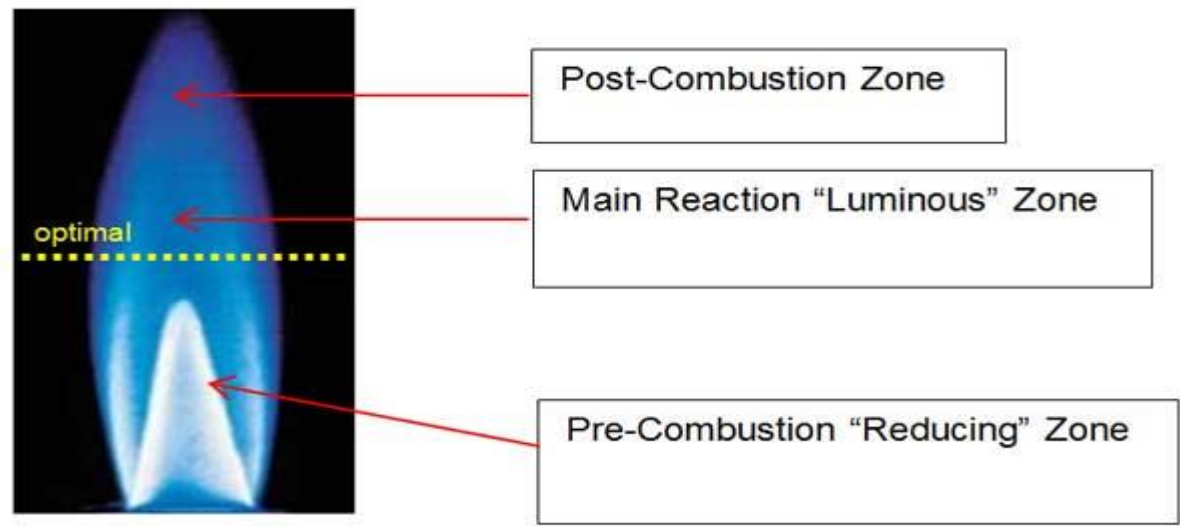 Post-Combustion Zone
Main Reaction “Luminous” Zone
optimal
Pre-Combustion “Reducing” Zone